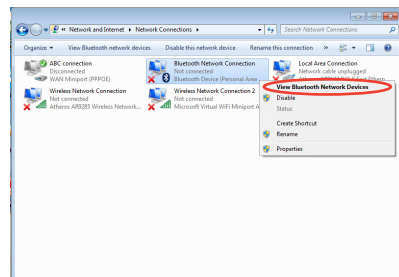 « Network and Internet ▸ Network Connections ▸
Search Network Connections
Organize
View Bluetooth network devices
Disable this network device
Rename this connection
»
ABC connection
Disconnected
WAN Miniport (PPPOE)
Bluetooth Network Connection
Not connected
Bluetooth Device (Personal Area
Local Area Connection
Network cable unplugged
Wireless Network Connection
Not connected
Atheros AR9285 Wireless Network...
Wireless Network Connection 2
Not connected
Microsoft Virtual WiFi Miniport A
View Bluetooth Network Devices
Disable
Status
Create Shortcut
Rename
Properties